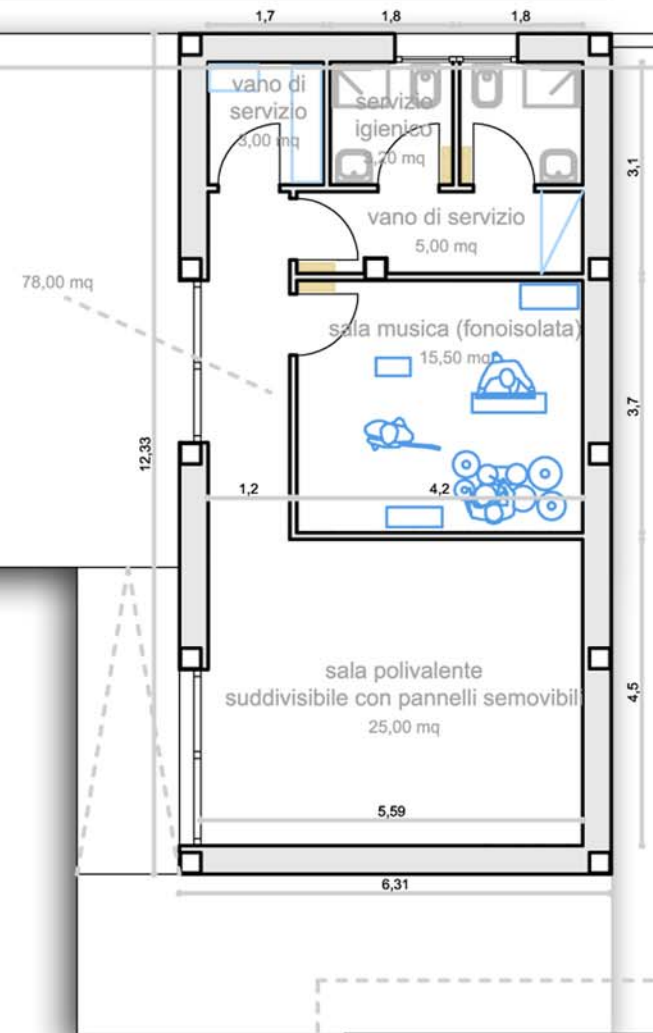 1,7
1,8
1,8
vano di
servizio
3,00 mq
servizio
igienico
3,20 mq
3,1
vano di servizio
5,00 mq
78,00 mq
sala musica (fonoisolata)
15,50 mq
3,7
12,33
1,2
4,2
sala polivalente
suddivisibile con pannelli semovibili
25,00 mq
4,5
5,59
6,31